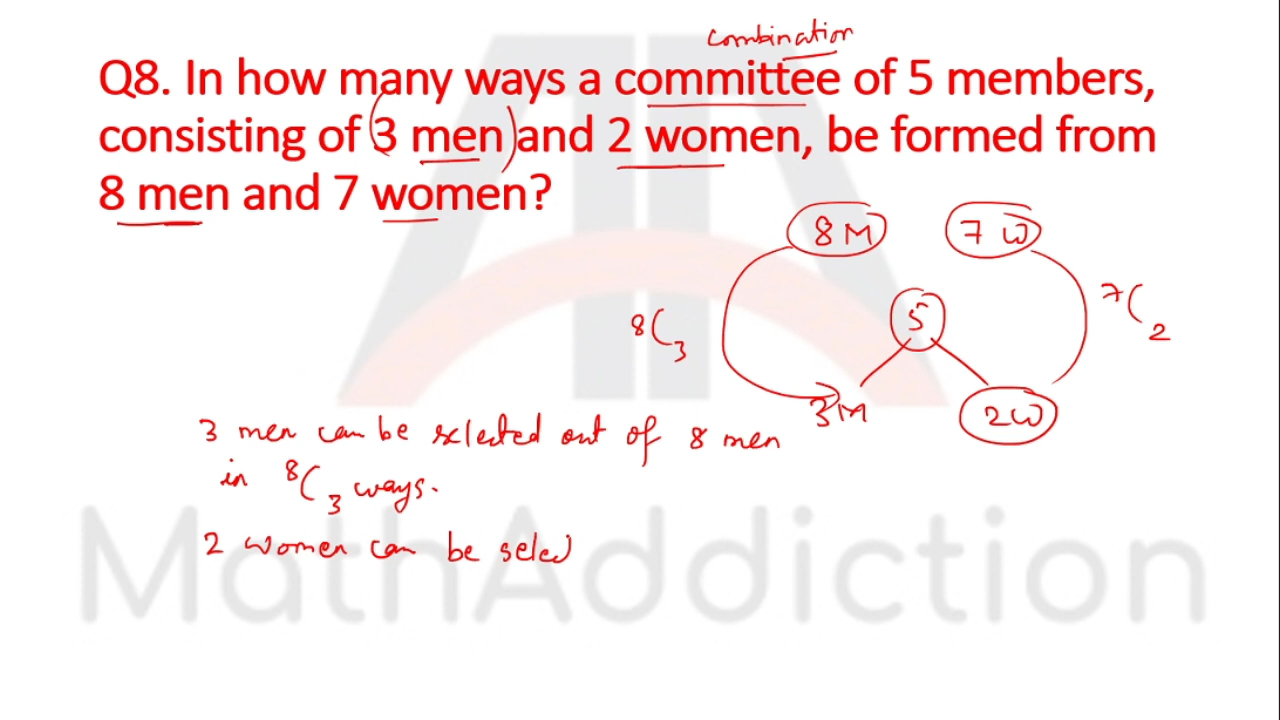 combination
Q8. In how many ways a committee of 5 members,
consisting of (3 men) and 2 women, be formed from
8 men and 7 women?
8 M 7 W
5
8C3
7C2
3M 2W
3 men can be selected out of 8 men
in 8C3 ways.
2 women can be selec
MathAddiction